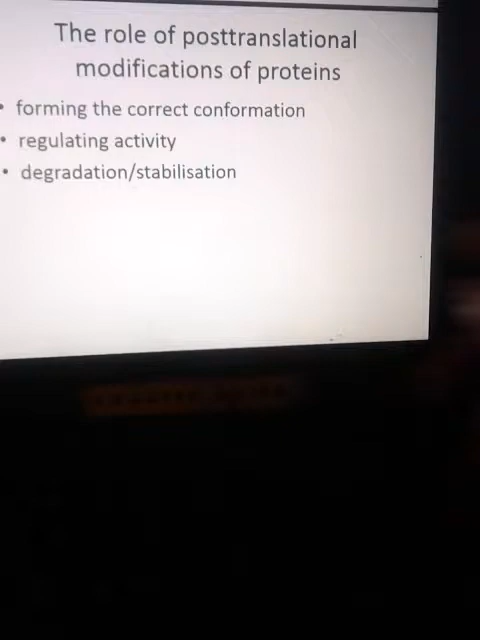 The role of posttranslational
modifications of proteins
• forming the correct conformation
• regulating activity
• degradation/stabilisation